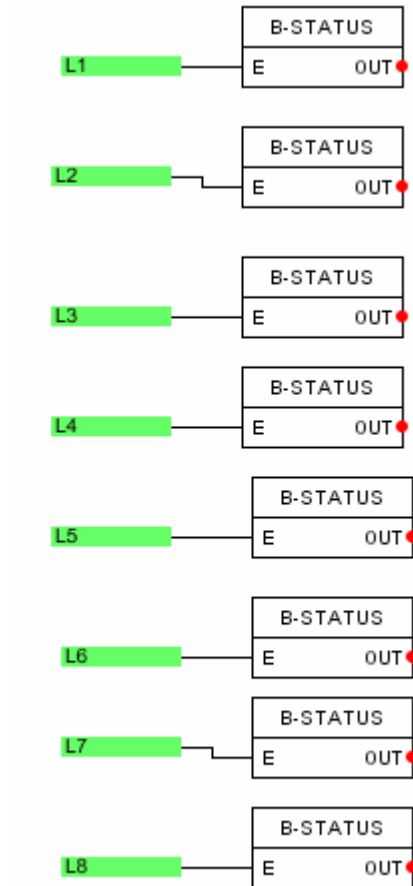 B-STATUS
L1 E OUT
B-STATUS
L2 E OUT
B-STATUS
L3 E OUT
B-STATUS
L4 E OUT
B-STATUS
L5 E OUT
B-STATUS
L6 E OUT
B-STATUS
L7 E OUT
B-STATUS
L8 E OUT